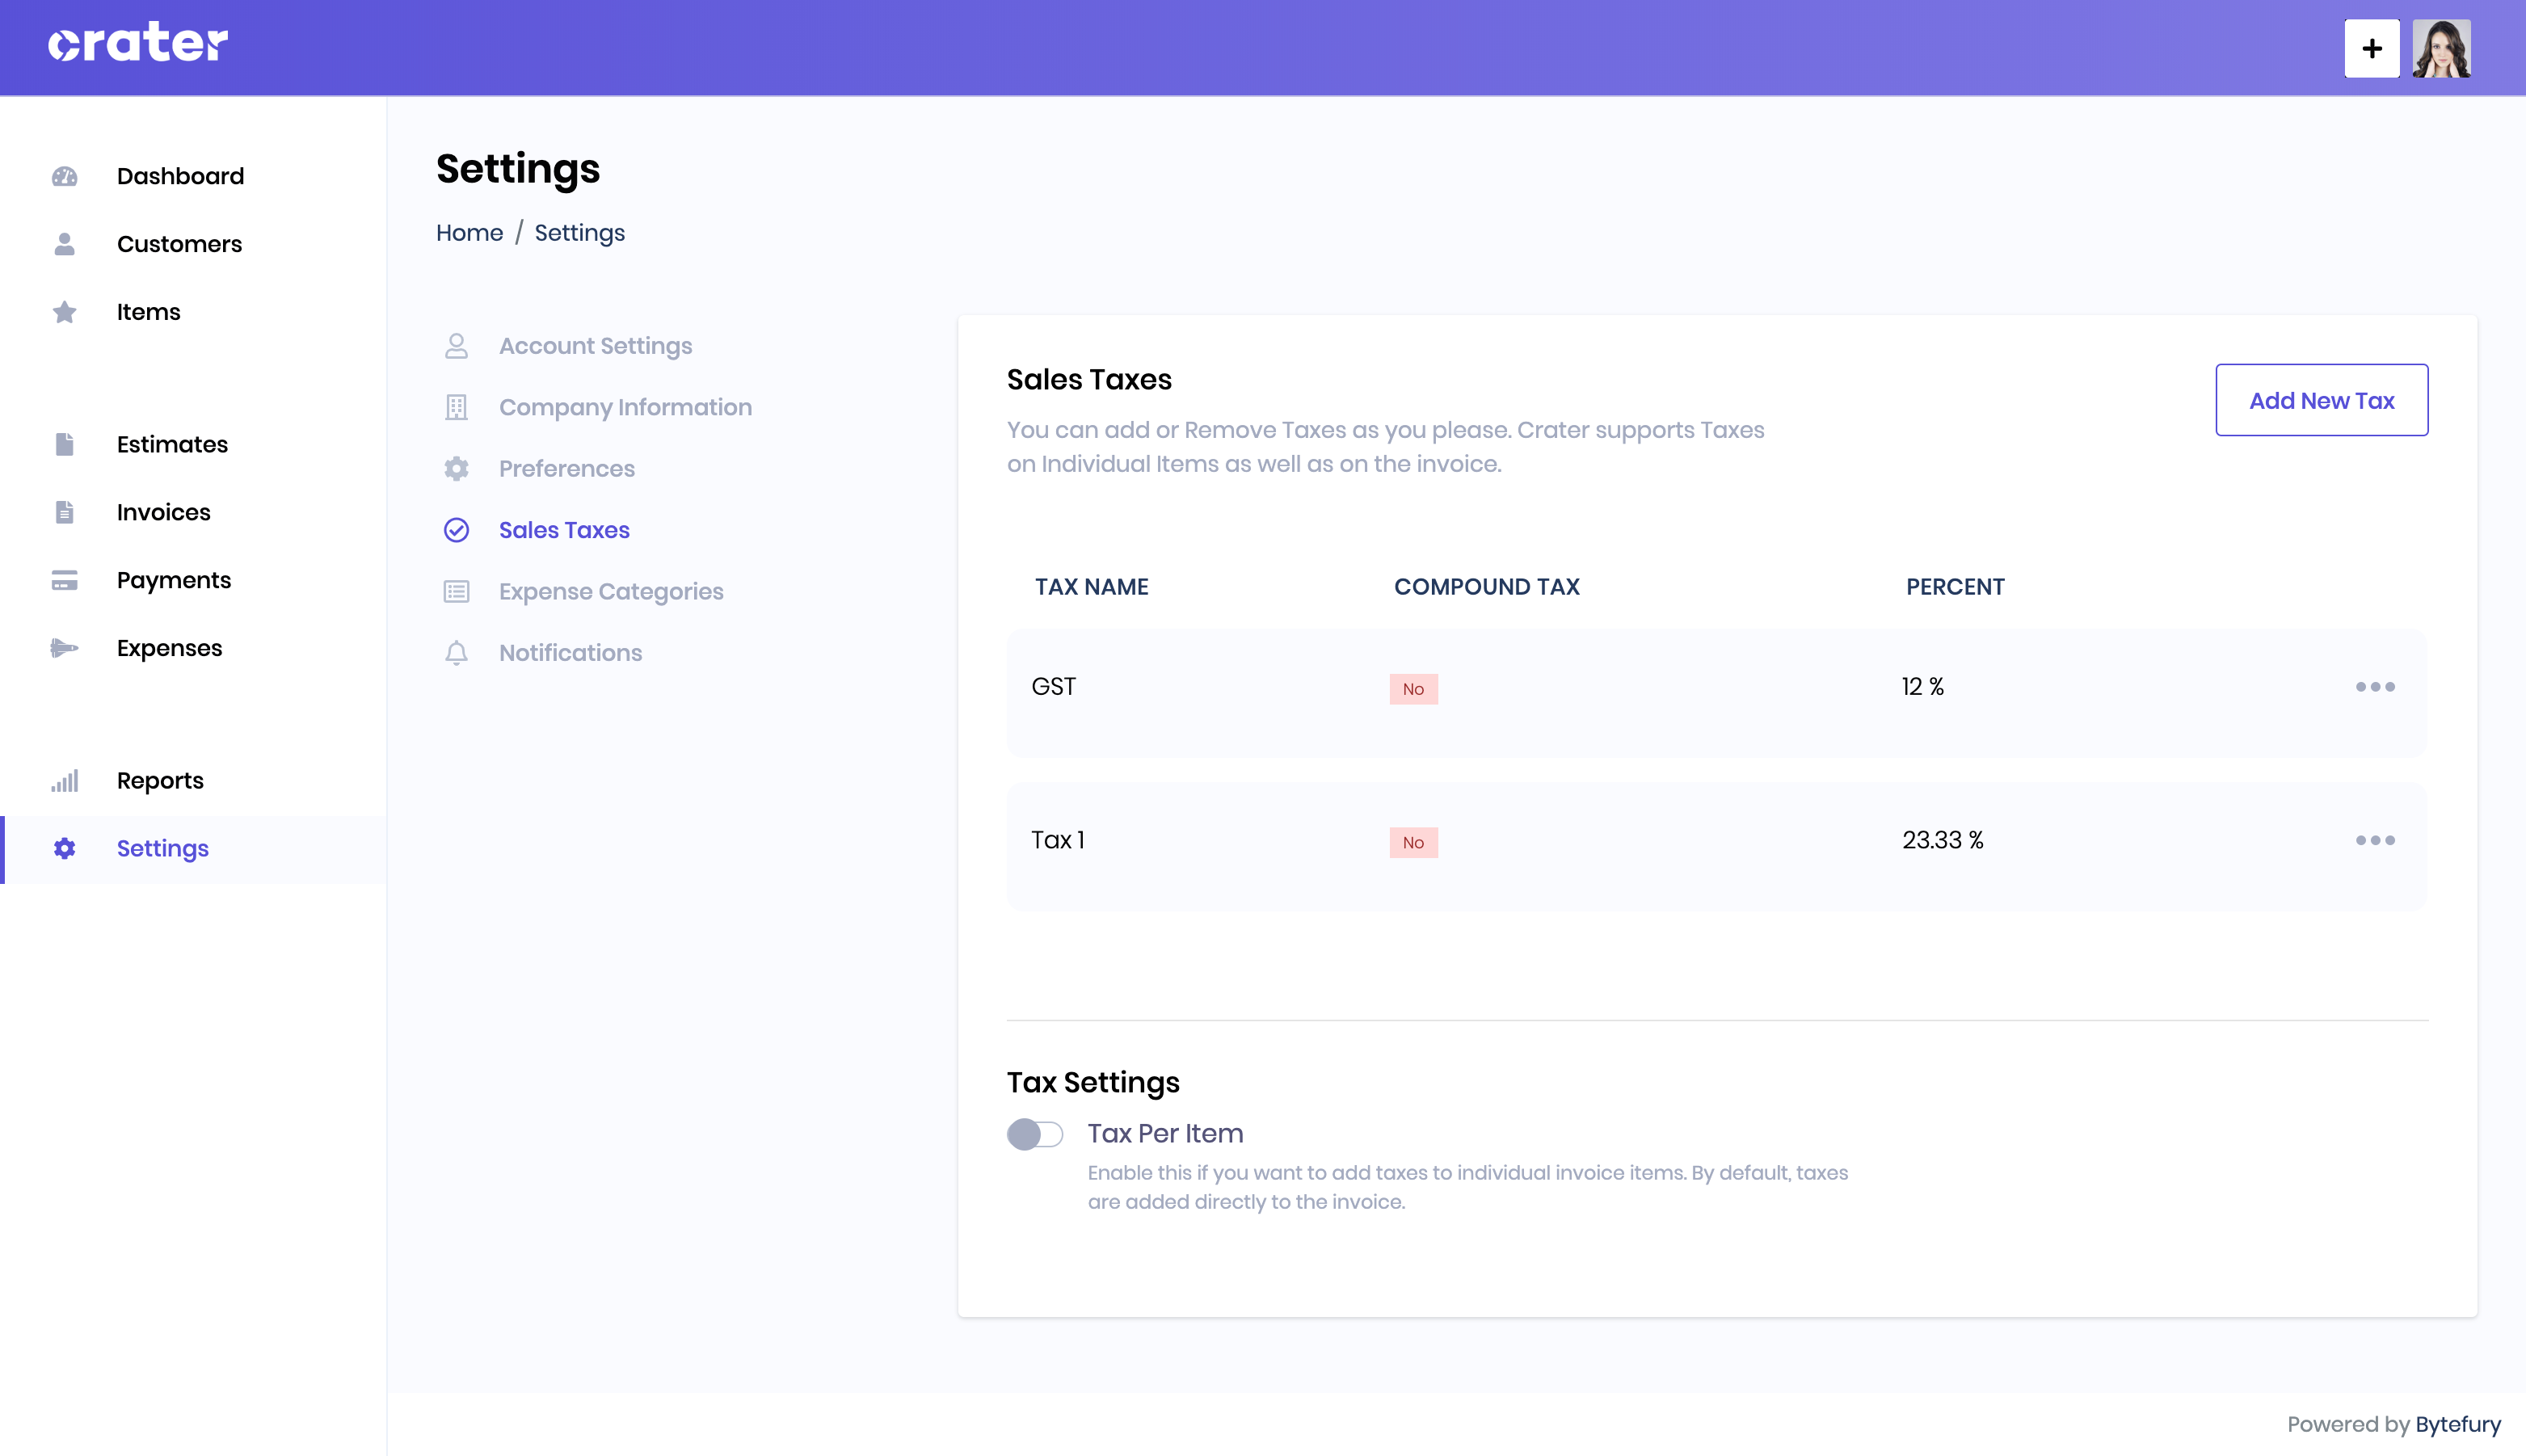 crater
Dashboard
Customers
Items
Estimates
Invoices
Payments
Expenses
Reports
Settings
Settings
Home / Settings
Account Settings
Company Information
Preferences
Sales Taxes
Expense Categories
Notifications
Sales Taxes
Add New Tax
You can add or Remove Taxes as you please. Crater supports Taxes
on Individual Items as well as on the invoice.
TAX NAME COMPOUND TAX PERCENT
GST No 12 %
Tax 1 No 23.33 %
Tax Settings
Tax Per Item
Enable this if you want to add taxes to individual invoice items. By default, taxes
are added directly to the invoice.
Powered by Bytefury